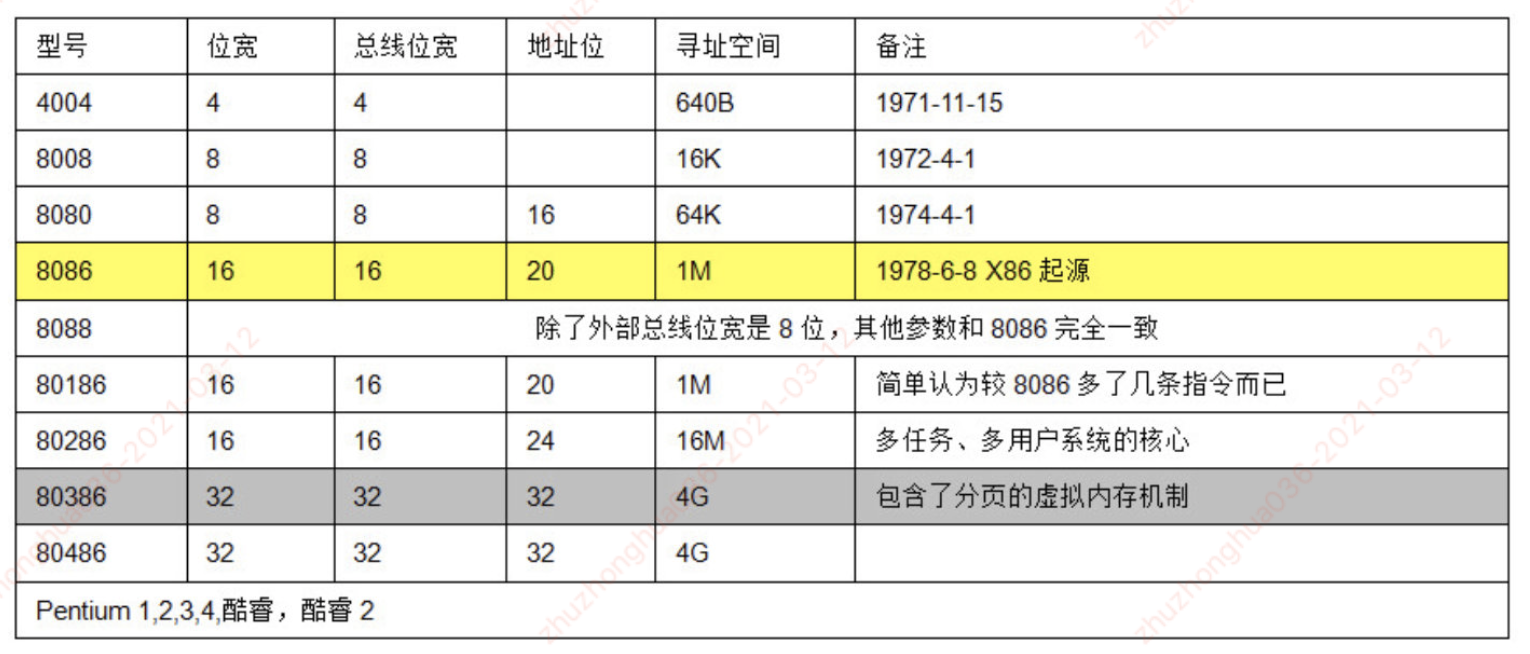 型号 位宽 总线位宽 地址位 寻址空间 备注
4004 4 4 640B 1971-11-15
8008 8 8 16K 1972-4-1
8080 8 8 16 64K 1974-4-1
8086 16 16 20 1M 1978-6-8 X86 起源
8088 除了外部总线位宽是 8 位，其他参数和 8086 完全一致
80186 16 16 20 1M 简单认为较 8086 多了几条指令而已
80286 16 16 24 16M 多任务、多用户系统的核心
80386 32 32 32 4G 包含了分页的虚拟内存机制
80486 32 32 32 4G
Pentium 1,2,3,4,酷睿，酷睿 2
zhuzhonghua036-2021-03-12